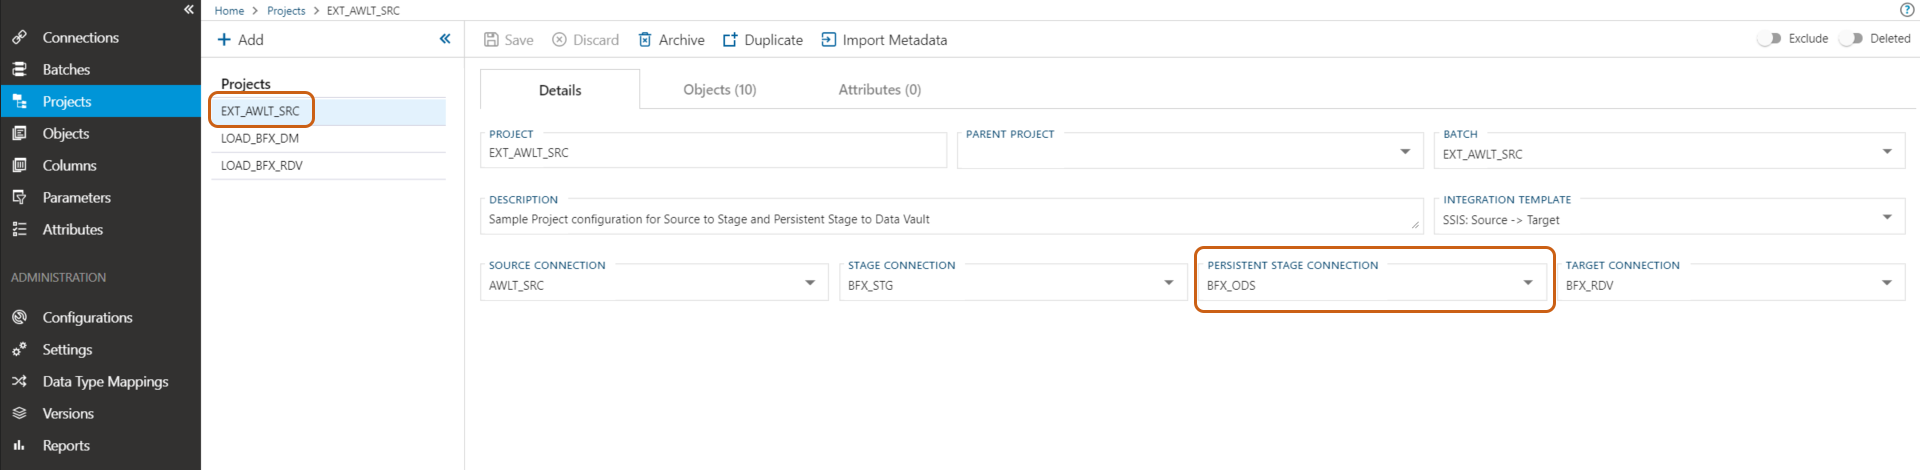 Home > Projects > EXT_AWLT_SRC
Connections
Batches
Projects
Objects
Columns
Parameters
Attributes
ADMINISTRATION
Configurations
Settings
Data Type Mappings
Versions
Reports
+ Add
Projects
EXT_AWLT_SRC
LOAD_BFX_DM
LOAD_BFX_RDV
Save Discard Archive Duplicate Import Metadata Exclude Deleted
Details Objects (10) Attributes (0)
PROJECT PARENT PROJECT BATCH
EXT_AWLT_SRC EXT_AWLT_SRC
DESCRIPTION INTEGRATION TEMPLATE
Sample Project configuration for Source to Stage and Persistent Stage to Data Vault SSIS: Source -> Target
SOURCE CONNECTION STAGE CONNECTION PERSISTENT STAGE CONNECTION TARGET CONNECTION
AWLT_SRC BFX_STG BFX_ODS BFX_RDV